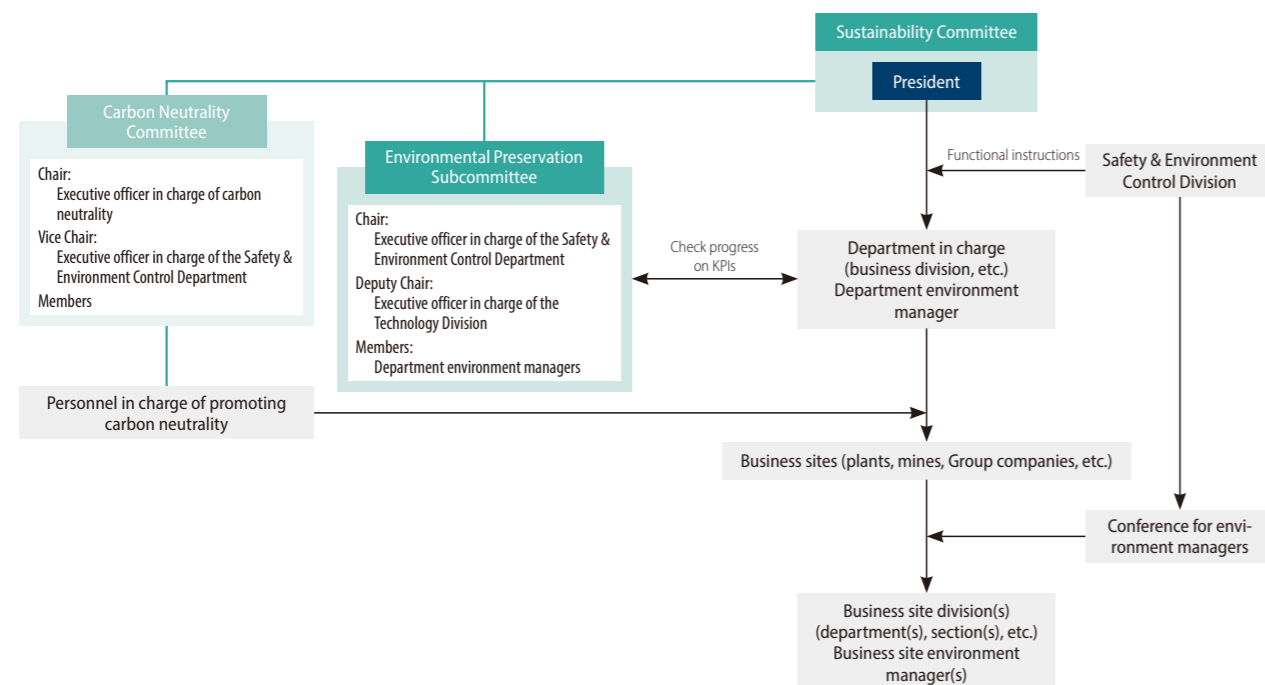 Sustainability Committee
President
Carbon Neutrality
Committee
Chair:
Executive officer in charge of carbon
neutrality
Vice Chair:
Executive officer in charge of the Safety &
Environment Control Department
Members
Environmental Preservation
Subcommittee
Chair:
Executive officer in charge of the Safety &
Environment Control Department
Deputy Chair:
Executive officer in charge of the
Technology Division
Members:
Department environment managers
Functional instructions
Safety & Environment
Control Division
Check progress
on KPIs
Department in charge
(business division, etc.)
Department environment
manager
Personnel in charge of promoting
carbon neutrality
Business sites (plants, mines, Group companies, etc.)
Conference for envi-
ronment managers
Business site division(s)
(department(s), section(s), etc.)
Business site environment
manager(s)